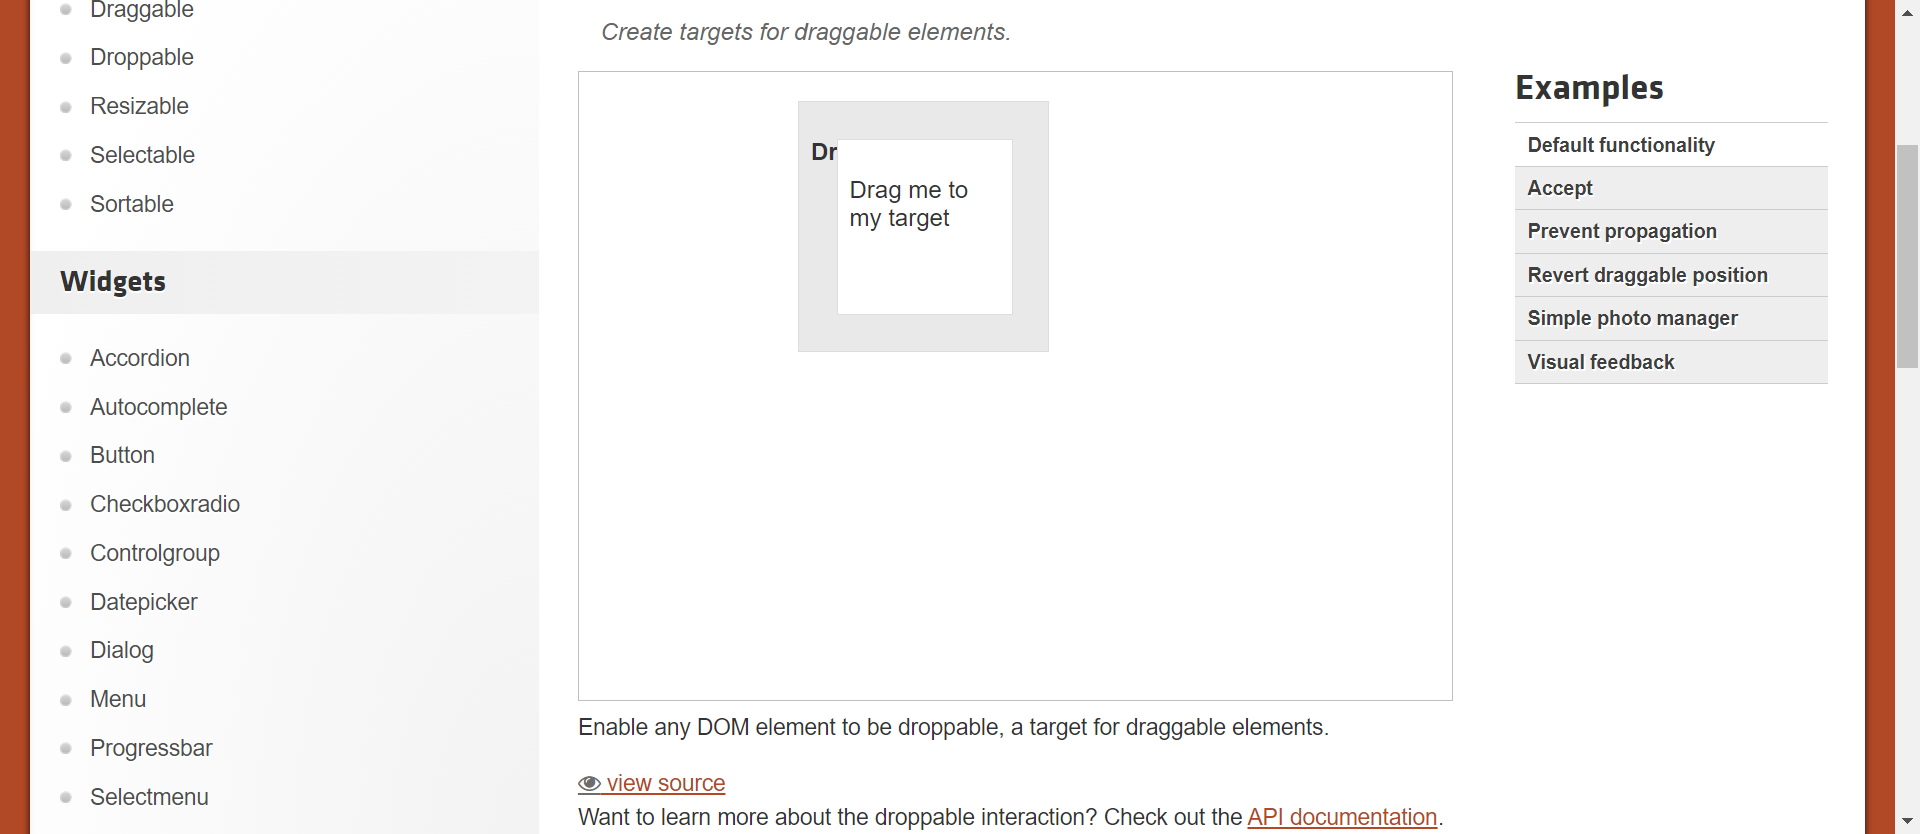 Draggable
Droppable
Resizable
Selectable
Sortable
Widgets
Accordion
Autocomplete
Button
Checkboxradio
Controlgroup
Datepicker
Dialog
Menu
Progressbar
Selectmenu
Create targets for draggable elements.
Dr
Drag me to
my target
Enable any DOM element to be droppable, a target for draggable elements.
view source
Want to learn more about the droppable interaction? Check out the API documentation.
Examples
Default functionality
Accept
Prevent propagation
Revert draggable position
Simple photo manager
Visual feedback